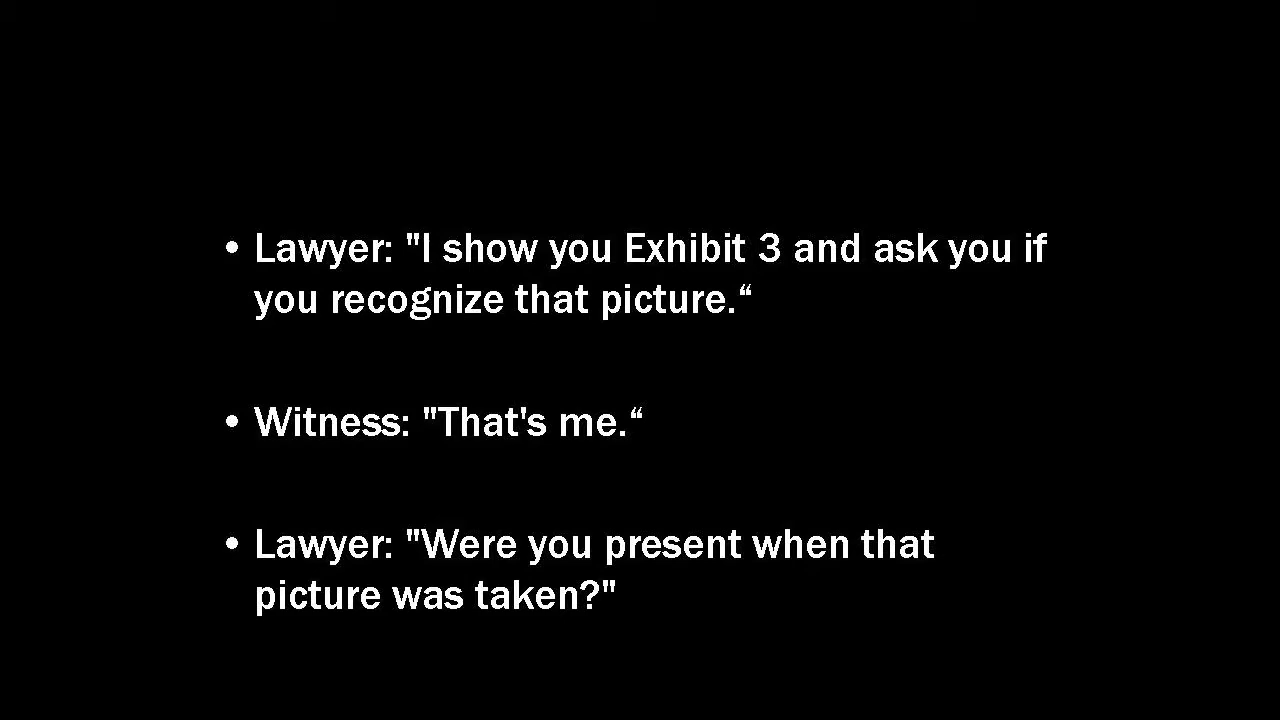 • Lawyer: "I show you Exhibit 3 and ask you if
you recognize that picture.“
• Witness: "That's me.“
• Lawyer: "Were you present when that
picture was taken?"